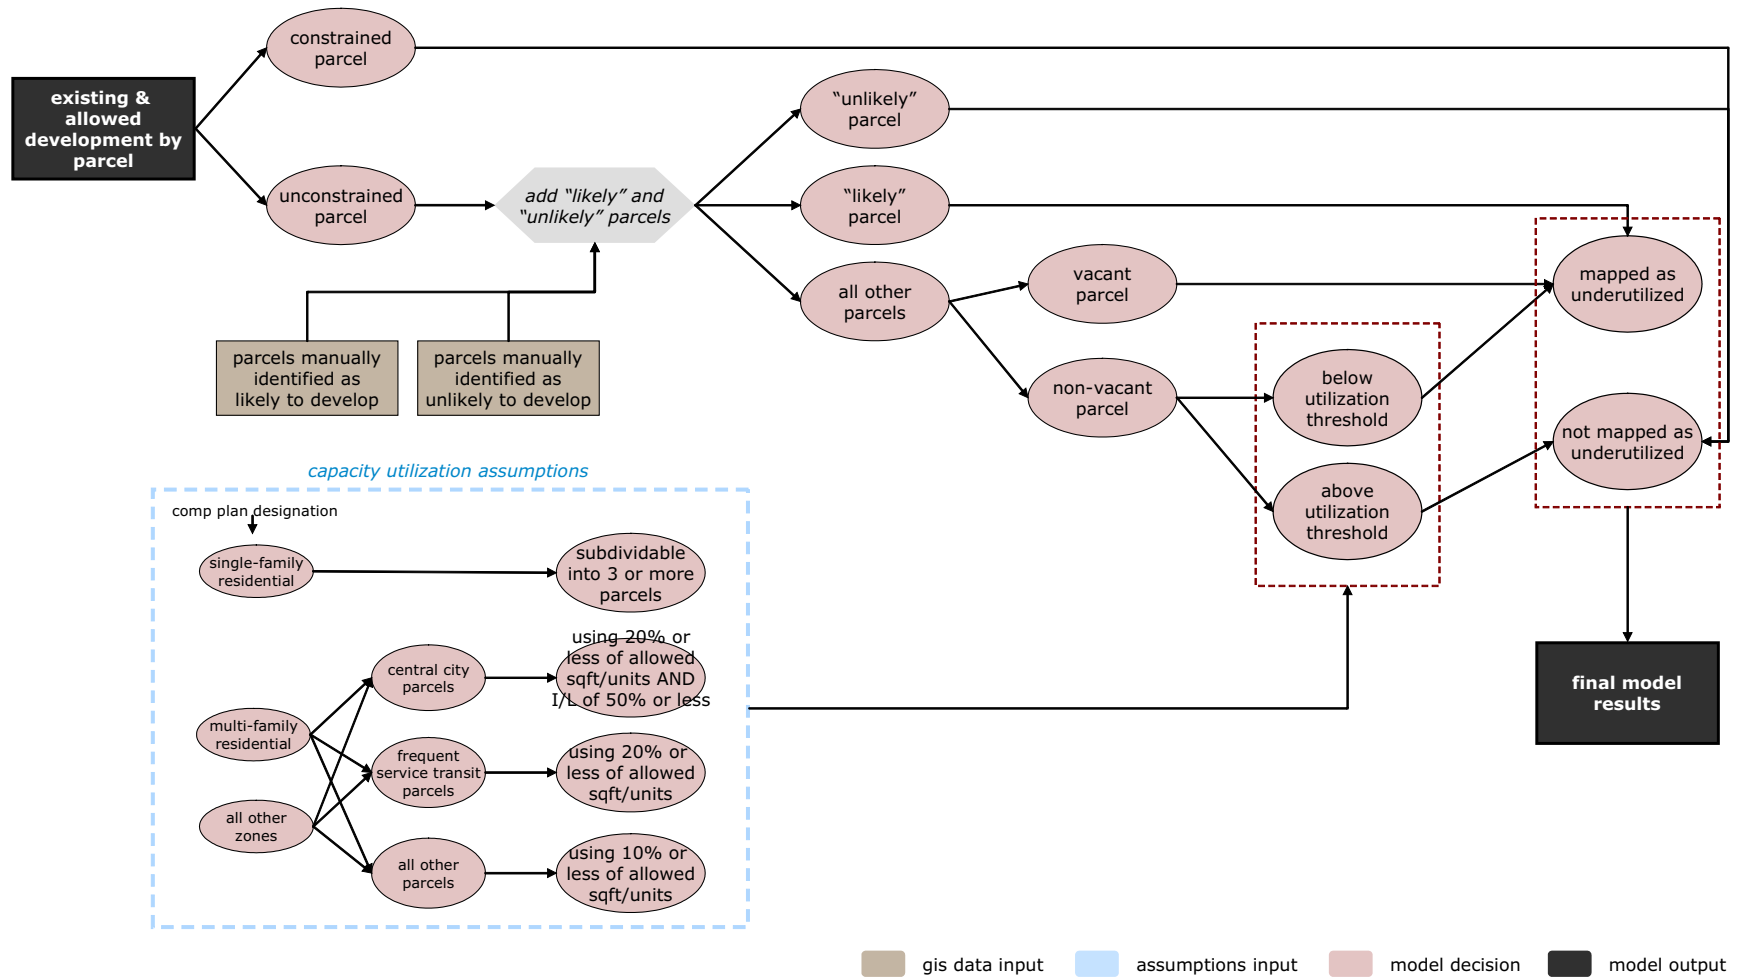 existing &
allowed
development by
parcel
constrained
parcel
unconstrained
parcel
add “likely” and
“unlikely” parcels
parcels manually
identified as
likely to develop
parcels manually
identified as
unlikely to develop
“unlikely”
parcel
“likely”
parcel
all other
parcels
vacant
parcel
non-vacant
parcel
below
utilization
threshold
above
utilization
threshold
mapped as
underutilized
not mapped as
underutilized
final model
results
capacity utilization assumptions
comp plan designation
single-family
residential
subdividable
into 3 or more
parcels
multi-family
residential
all other
zones
central city
parcels
using 20% or
less of allowed
sqft/units AND
I/L of 50% or less
frequent
service transit
parcels
using 20% or
less of allowed
sqft/units
all other
parcels
using 10% or
less of allowed
sqft/units
gis data input
assumptions input
model decision
model output